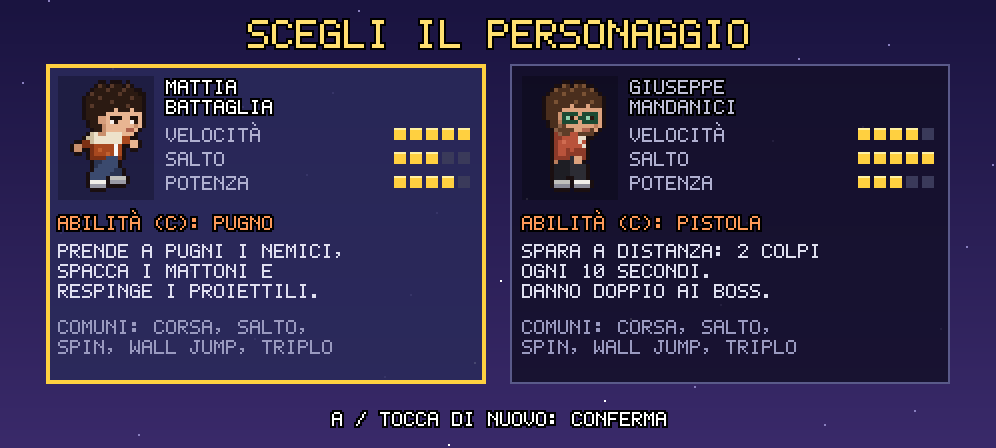 SCEGLI IL PERSONAGGIO
MATTIA
BATTAGLIA
VELOCITÀ
SALTO
POTENZA
ABILITÀ (C): PUGNO
PRENDE A PUGNI I NEMICI,
SPACCA I MATTONI E
RESPINGE I PROIETTILI.
COMUNI: CORSA, SALTO,
SPIN, WALL JUMP, TRIPLO
GIUSEPPE
MANDANICI
VELOCITÀ
SALTO
POTENZA
ABILITÀ (C): PISTOLA
SPARA A DISTANZA: 2 COLPI
OGNI 10 SECONDI.
DANNO DOPPIO AI BOSS.
COMUNI: CORSA, SALTO,
SPIN, WALL JUMP, TRIPLO
A / TOCCA DI NUOVO: CONFERMA